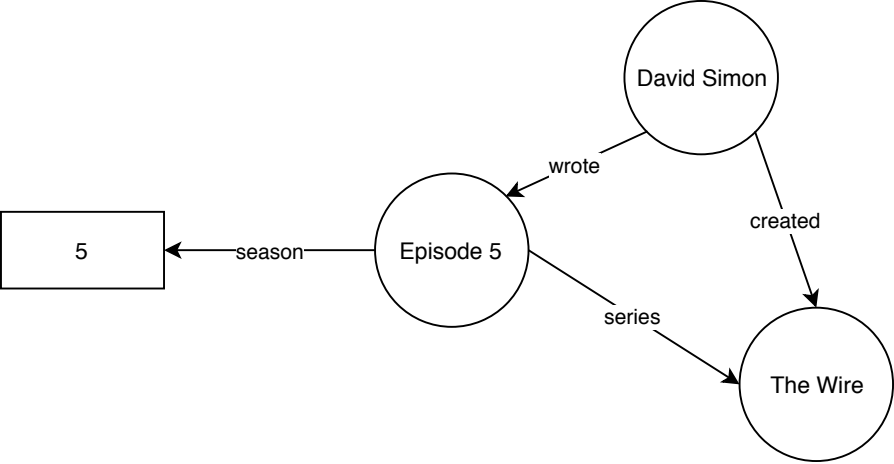 David Simon
wrote
created
5
season
Episode 5
series
The Wire